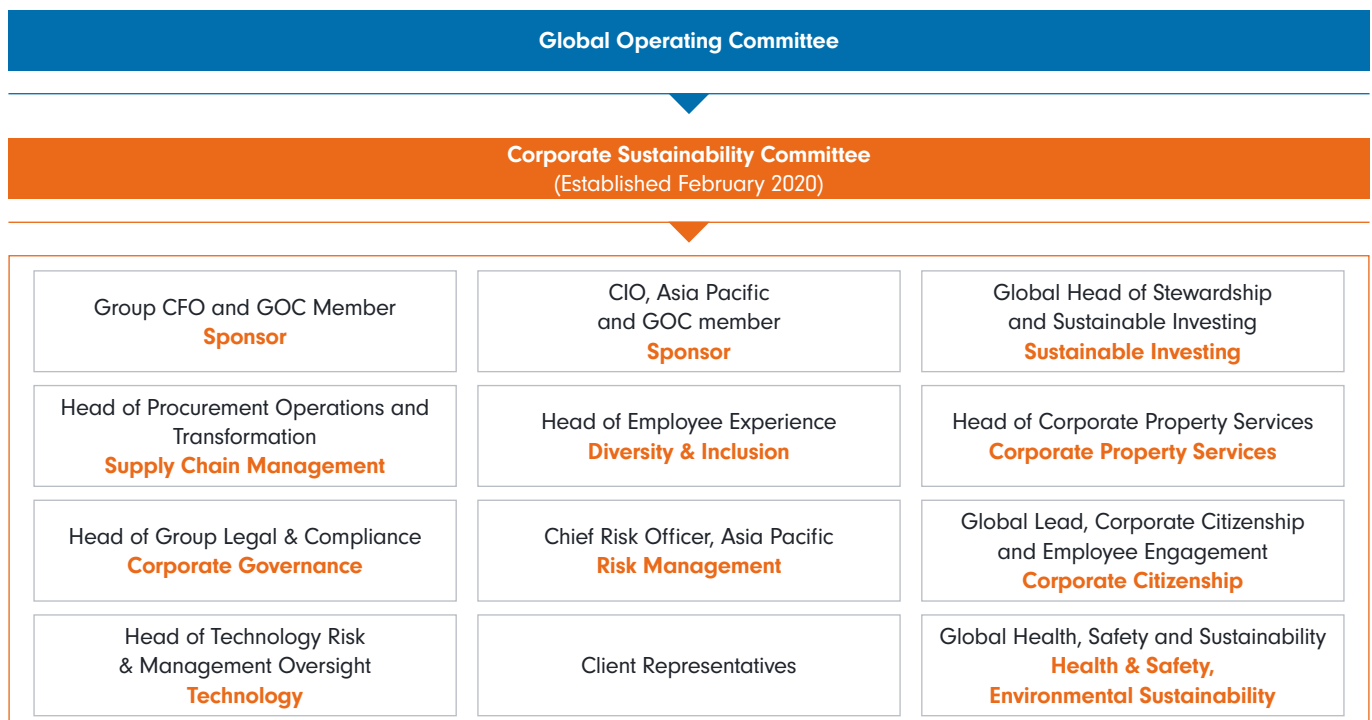 Global Operating Committee
Corporate Sustainability Committee
(Established February 2020)
Group CFO and GOC Member
Sponsor
CIO, Asia Pacific
and GOC member
Sponsor
Global Head of Stewardship
and Sustainable Investing
Sustainable Investing
Head of Procurement Operations and
Transformation
Supply Chain Management
Head of Employee Experience
Diversity & Inclusion
Head of Corporate Property Services
Corporate Property Services
Head of Group Legal & Compliance
Corporate Governance
Chief Risk Officer, Asia Pacific
Risk Management
Global Lead, Corporate Citizenship
and Employee Engagement
Corporate Citizenship
Head of Technology Risk
& Management Oversight
Technology
Client Representatives
Global Health, Safety and Sustainability
Health & Safety,
Environmental Sustainability